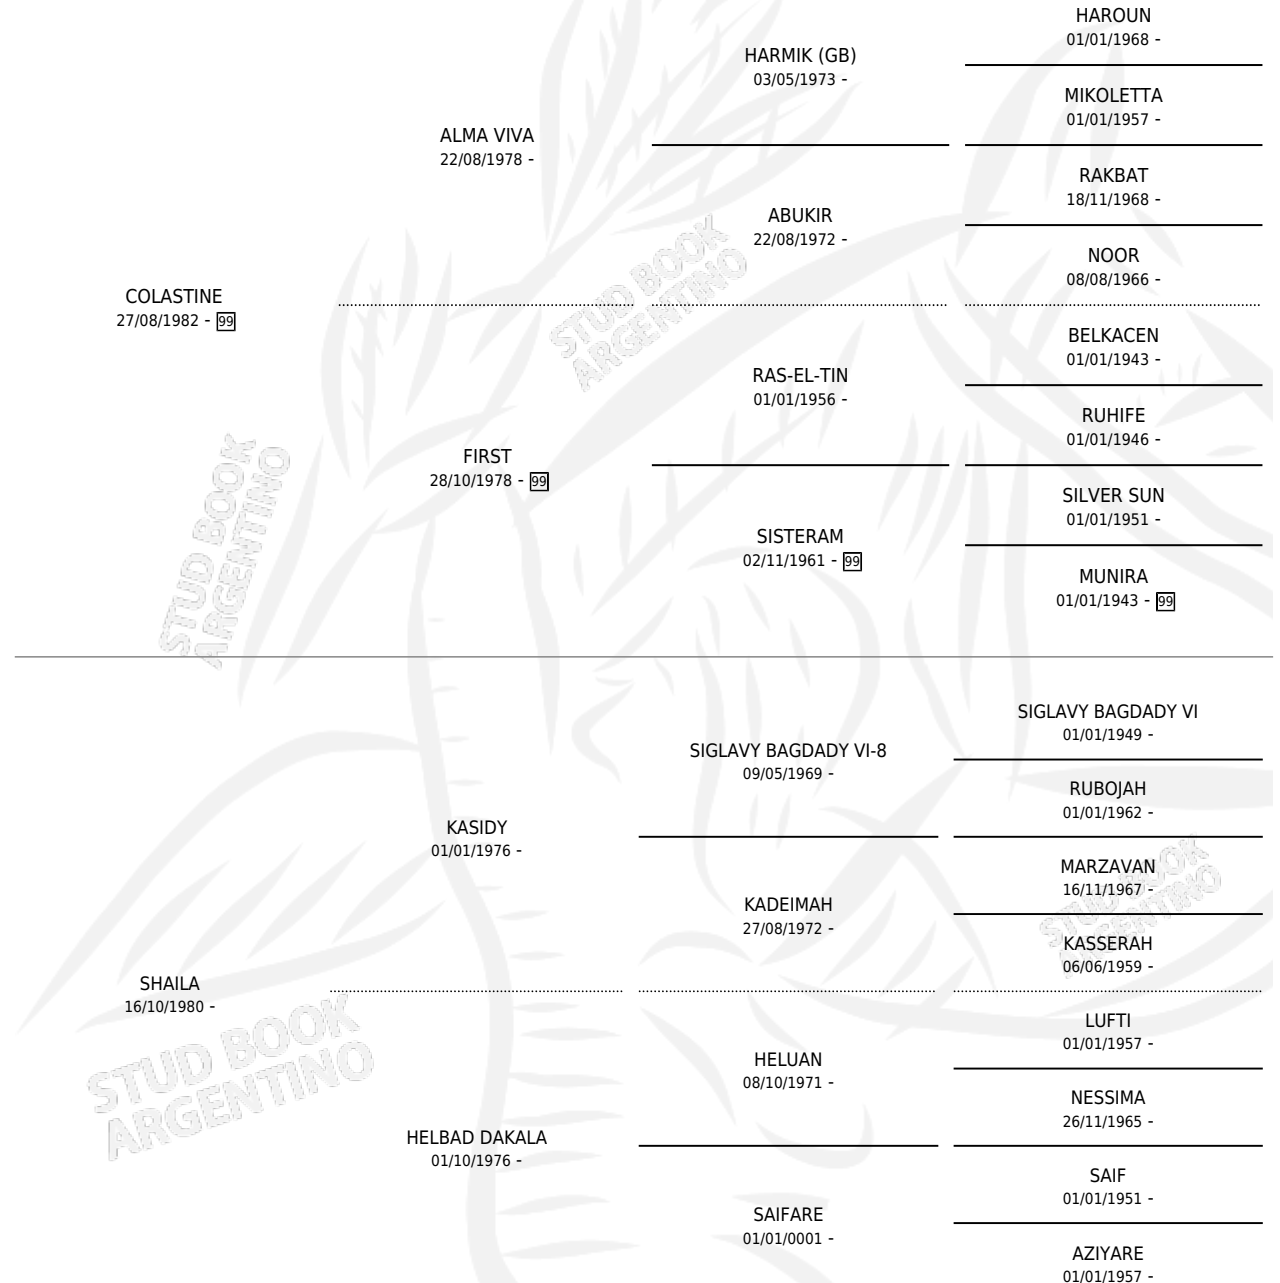 HAROUN
01/01/1968 -
HARMIK (GB)
03/05/1973 -
MIKOLETTA
01/01/1957 -
ALMA VIVA
22/08/1978 -
RAKBAT
18/11/1968 -
ABUKIR
22/08/1972 -
NOOR
08/08/1966 -
COLASTINE
27/08/1982 - 99
BELKACEN
01/01/1943 -
RAS-EL-TIN
01/01/1956 -
RUHIFE
01/01/1946 -
FIRST
28/10/1978 - 99
SILVER SUN
01/01/1951 -
SISTERAM
02/11/1961 - 99
MUNIRA
01/01/1943 - 99
SIGLAVY BAGDADY VI
01/01/1949 -
SIGLAVY BAGDADY VI-8
09/05/1969 -
RUBOJAH
01/01/1962 -
KASIDY
01/01/1976 -
MARZAVAN
16/11/1967 -
KADEIMAH
27/08/1972 -
KASSERAH
06/06/1959 -
SHAILA
16/10/1980 -
LUFTI
01/01/1957 -
HELUAN
08/10/1971 -
NESSIMA
26/11/1965 -
HELBAD DAKALA
01/10/1976 -
SAIF
01/01/1951 -
SAIFARE
01/01/0001 -
AZIYARE
01/01/1957 -
STUD BOOK
ARGENTINO
STUD BOOK
ARGENTINO
STUD BOOK
ARGENTINO
STUD BOOK
ARGENTINO